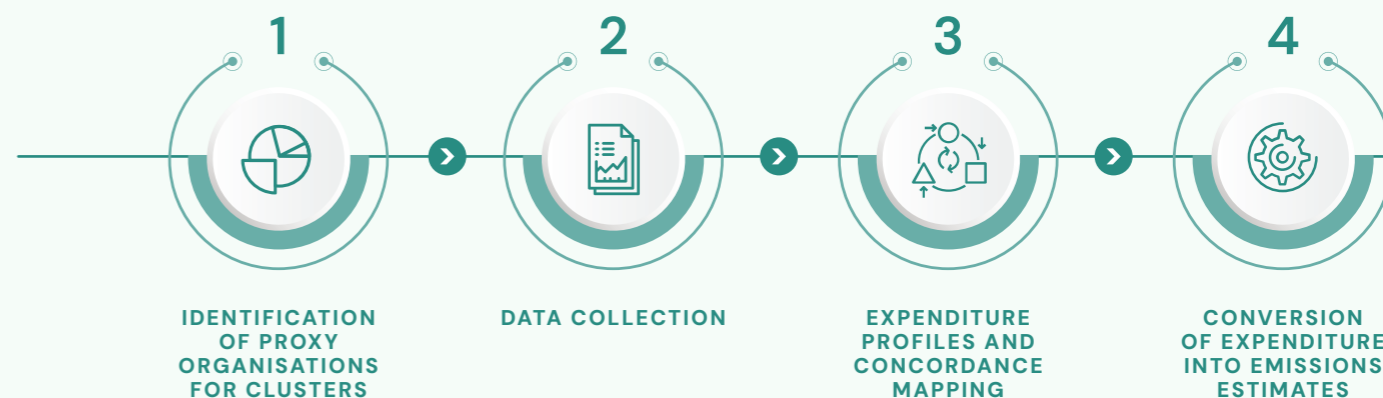 1
2
3
4
IDENTIFICATION
OF PROXY
ORGANISATIONS
FOR CLUSTERS
DATA COLLECTION
EXPENDITURE
PROFILES AND
CONCORDANCE
MAPPING
CONVERSION
OF EXPENDITURE
INTO EMISSIONS
ESTIMATES